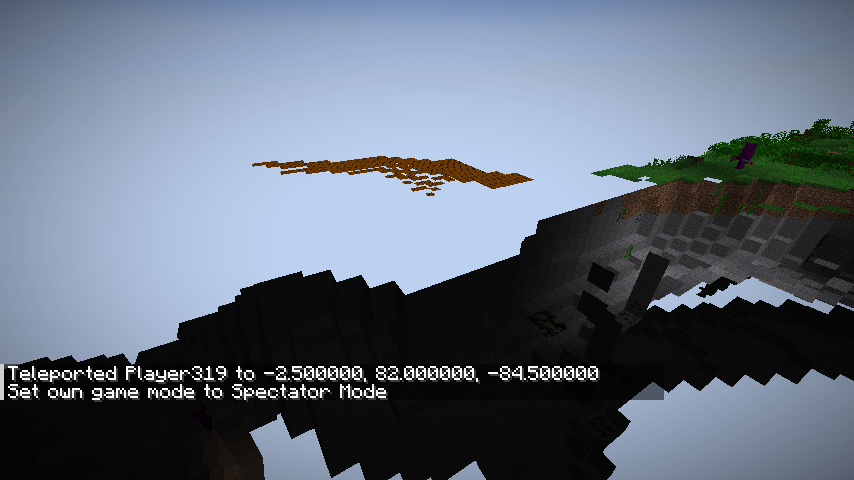 Teleported Player319 to -2.500000, 82.000000, -84.500000
Set own game mode to Spectator Mode